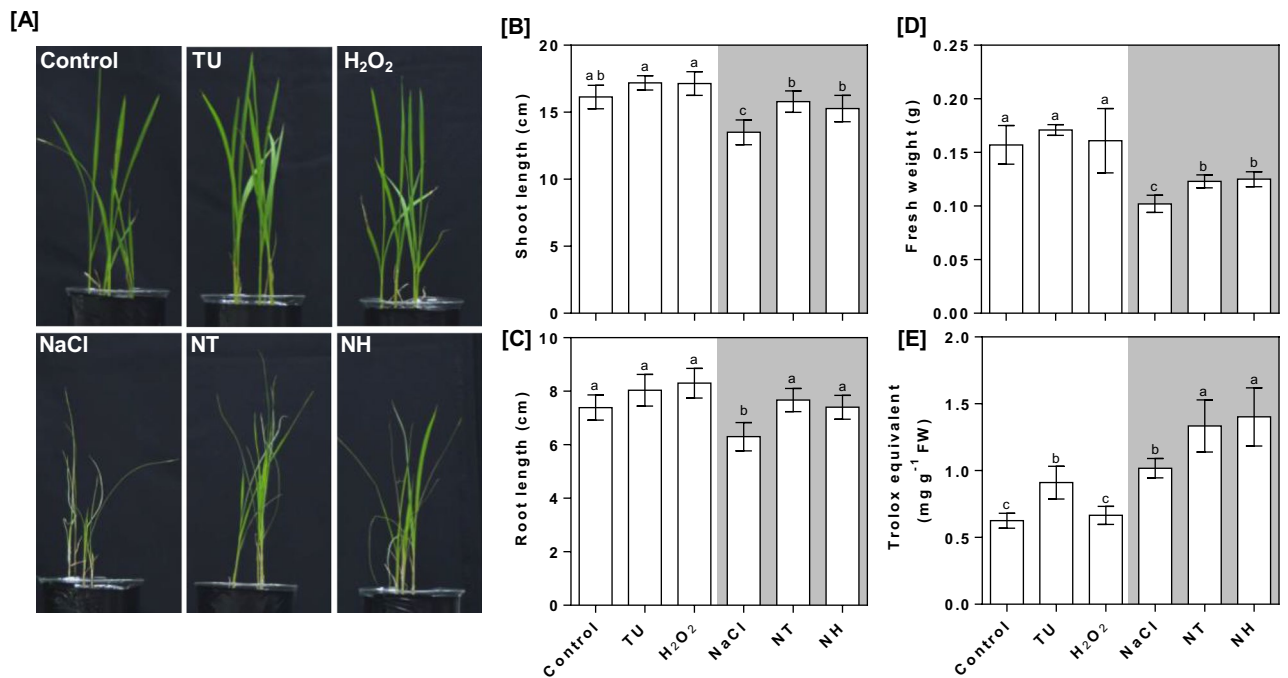 [A]
Control
TU
H₂O₂
NaCl
NT
NH
[B]
Shoot length (cm)
20
15
10
5
0
a b
a
a
c
b
b
[C]
Root length (cm)
10
8
6
4
2
0
a
a
a
b
a
a
Control
TU
H₂O₂
NaCl
NT
NH
[D]
Fresh weight (g)
0.25
0.20
0.15
0.10
0.05
0.00
a
a
a
c
b
b
[E]
Trolox equivalent
(mg g⁻¹ FW)
2.0
1.5
1.0
0.5
0.0
c
b
c
b
a
a
Control
TU
H₂O₂
NaCl
NT
NH